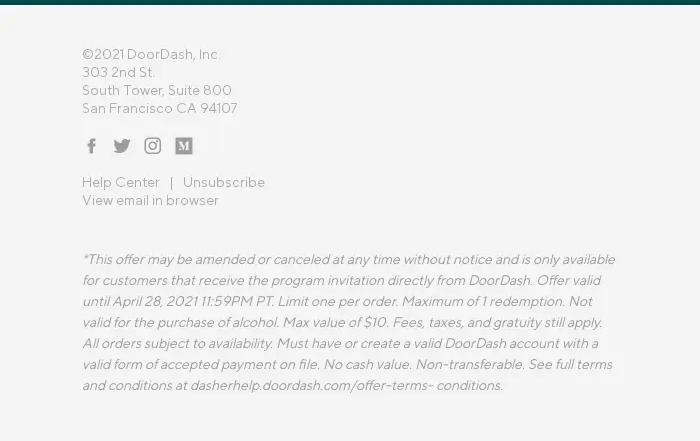 ©2021 DoorDash, Inc.
303 2nd St.
South Tower, Suite 800
San Francisco CA 94107
Help Center | Unsubscribe
View email in browser
*This offer may be amended or canceled at any time without notice and is only available
for customers that receive the program invitation directly from DoorDash. Offer valid
until April 28, 2021 11:59PM PT. Limit one per order. Maximum of 1 redemption. Not
valid for the purchase of alcohol. Max value of $10. Fees, taxes, and gratuity still apply.
All orders subject to availability. Must have or create a valid DoorDash account with a
valid form of accepted payment on file. No cash value. Non-transferable. See full terms
and conditions at dasherhelp.doordash.com/offer-terms- conditions.